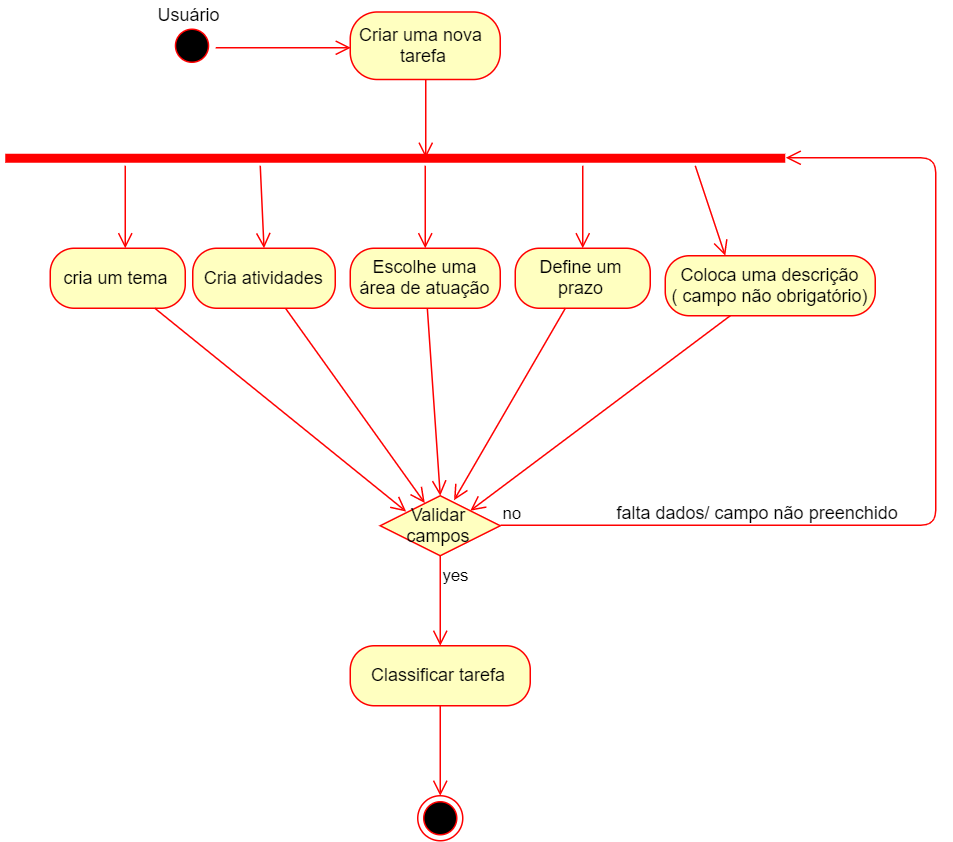 Usuário
Criar uma nova
tarefa
cria um tema
Cria atividades
Escolhe uma
área de atuação
Define um
prazo
Coloca uma descrição
( campo não obrigatório)
Validar
campos
no
falta dados/ campo não preenchido
yes
Classificar tarefa